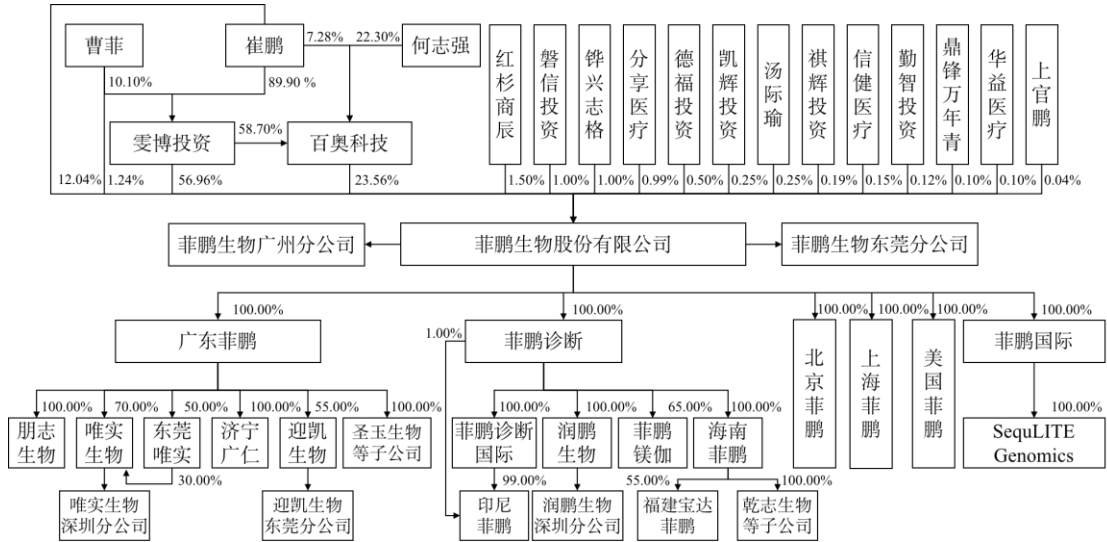 曹菲
崔鹏
7.28%
22.30%
何志强
10.10%
89.90 %
雯博投资
58.70%
百奥科技
红杉商辰
磐信投资
铧兴志格
分享医疗
德福投资
凯辉投资
汤际瑜
祺辉投资
信健医疗
勤智投资
鼎锋万年青
华益医疗
上官鹏
12.04%
1.24%
56.96%
23.56%
1.50%
1.00%
1.00%
0.99%
0.50%
0.25%
0.25%
0.19%
0.15%
0.12%
0.10%
0.10%
0.04%
菲鹏生物广州分公司
菲鹏生物股份有限公司
菲鹏生物东莞分公司
100.00%
100.00%
100.00%
100.00%
100.00%
100.00%
广东菲鹏
1.00%
菲鹏诊断
北京菲鹏
上海菲鹏
美国菲鹏
菲鹏国际
100.00%
70.00%
50.00%
100.00%
55.00%
100.00%
100.00%
100.00%
65.00%
100.00%
100.00%
朋志
生物
唯实
生物
东莞
唯实
济宁
广仁
迎凯
生物
圣玉生物
等子公司
菲鹏诊断
国际
润鹏
生物
菲鹏
镁伽
海南
菲鹏
SequLITE
Genomics
30.00%
99.00%
55.00%
100.00%
唯实生物
深圳分公司
迎凯生物
东莞分公司
印尼
菲鹏
润鹏生物
深圳分公司
福建宝达
菲鹏
乾志生物
等子公司